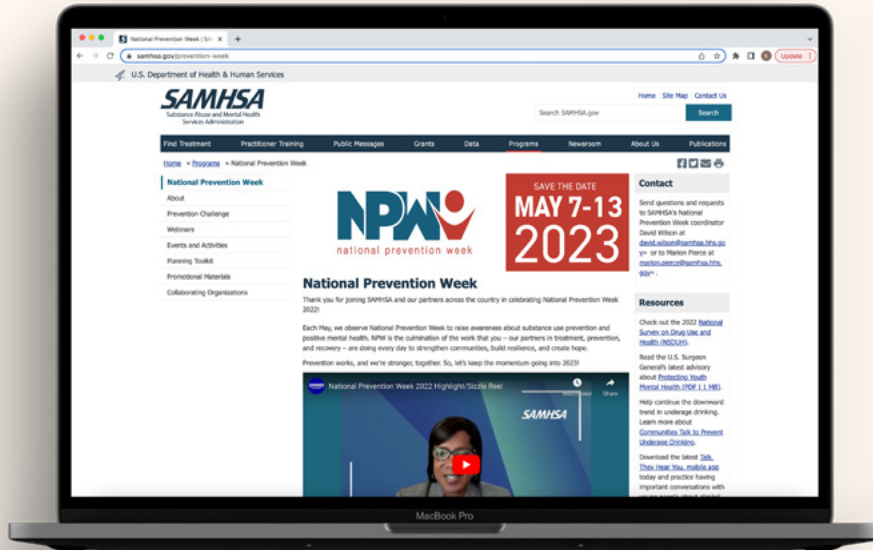 National Prevention Week | 
samhsa.gov/prevention-week
Update
U.S. Department of Health & Human Services
SAMHSA
Substance Abuse and Mental Health
Services Administration
Home Site Map Contact Us
Search SAMHSA.gov
Search
Find Treatment Practitioner Training Public Messages Grants Data Programs Newsroom About Us Publications
Home » Programs » National Prevention Week
National Prevention Week
About
Prevention Challenge
Webinars
Events and Activities
Planning Toolkit
Promotional Materials
Collaborating Organizations
NPW
national prevention week
SAVE THE DATE
MAY 7-13
2023
National Prevention Week
Thank you for joining SAMHSA and our partners across the country in celebrating National Prevention Week
2022!
Each May, we observe National Prevention Week to raise awareness about substance use prevention and
positive mental health. NPW is the culmination of the work that you – our partners in treatment, prevention,
and recovery – are doing every day to strengthen communities, build resilience, and create hope.
Prevention works, and we're stronger, together. So, let's keep the momentum going into 2023!
National Prevention Week 2022 Highlight/Sizzle Reel
Share
SAMHSA
Contact
Send questions and requests
to SAMHSA's National
Prevention Week coordinator
David Wilson at
david.wilson@samhsa.hhs.go
v or to Marion Pierce at
marion.pierce@samhsa.hhs.
gov .
Resources
Check out the 2022 National
Survey on Drug Use and
Health (NSDUH).
Read the U.S. Surgeon
General's latest advisory
about Protecting Youth
Mental Health (PDF | 1 MB).
Help continue the downward
trend in underage drinking.
Learn more about
Communities Talk to Prevent
Underage Drinking.
Download the latest Talk.
They Hear You. mobile app
today and practice having
important conversations with
young people about alcohol
MacBook Pro